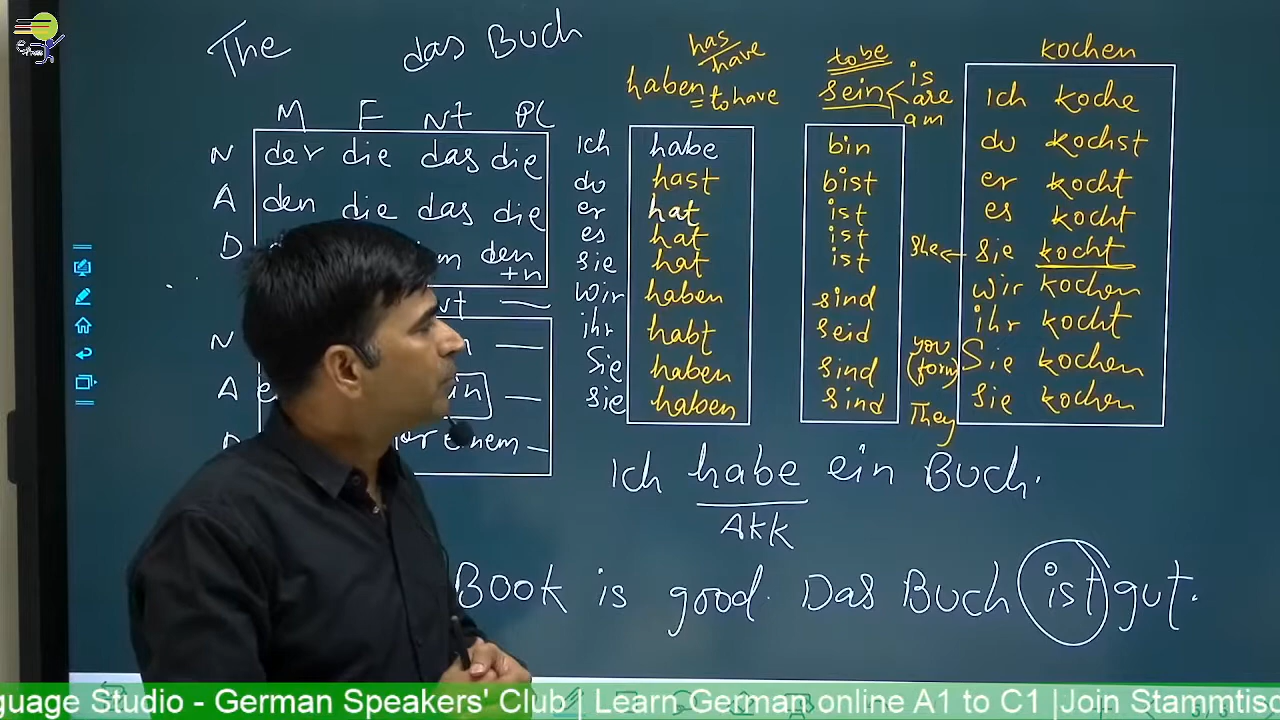 The das Buch
has
have
haben
= to have
to be
sein
is
are
am
kochen
M F Nt Pl
N der die das die
A den die das die
D m den
+n
Nt —
N n —
A e in —
einem —
Ich habe bin
du hast bist
er hat ist
es hat ist
sie hat ist
wir haben sind
ihr habt seid
Sie haben sind
sie haben sind
Ich koche
du kochst
er kocht
es kocht
she ← sie kocht
wir kochen
ihr kocht
you
(form) Sie kochen
They sie kochen
Ich habe ein Buch.
Akk
Book is good. Das Buch ist gut.
guage Studio - German Speakers' Club | Learn German online A1 to C1 |Join Stammtisc